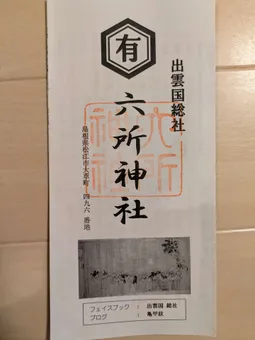 有
出雲国総社
六所神社
島根県松江市大草町 四九六 番地
フェイスブック : 出雲国 総社
ブログ : 亀甲紋